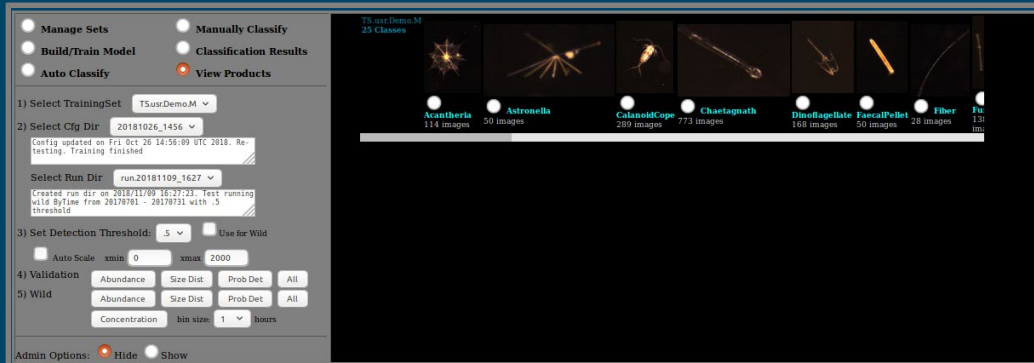 Manage Sets
Manually Classify
Build/Train Model
Classification Results
Auto Classify
View Products
1) Select TrainingSet TS.usr.Demo.M
2) Select Cfg Dir 20181026_1456
Config updated on Fri Oct 26 14:56:09 UTC 2018. Re-
testing. Training finished
Select Run Dir run.20181109_1627
Created run dir on 2018/11/09 16:27:23. Test running
wild ByTime from 20170701 - 20170731 with .5
threshold
3) Set Detection Threshold: .5 Use for Wild
Auto Scale xmin 0 xmax 2000
4) Validation Abundance Size Dist Prob Det All
5) Wild Abundance Size Dist Prob Det All
Concentration bin size: 1 hours
Admin Options: Hide Show
TS.usr.Demo.M
25 Classes
Acantheria
114 images
Astronella
50 images
CalanoidCope
289 images
Chaetagnath
773 images
Dinoflagellate
168 images
FaecalPellet
50 images
Fiber
28 images